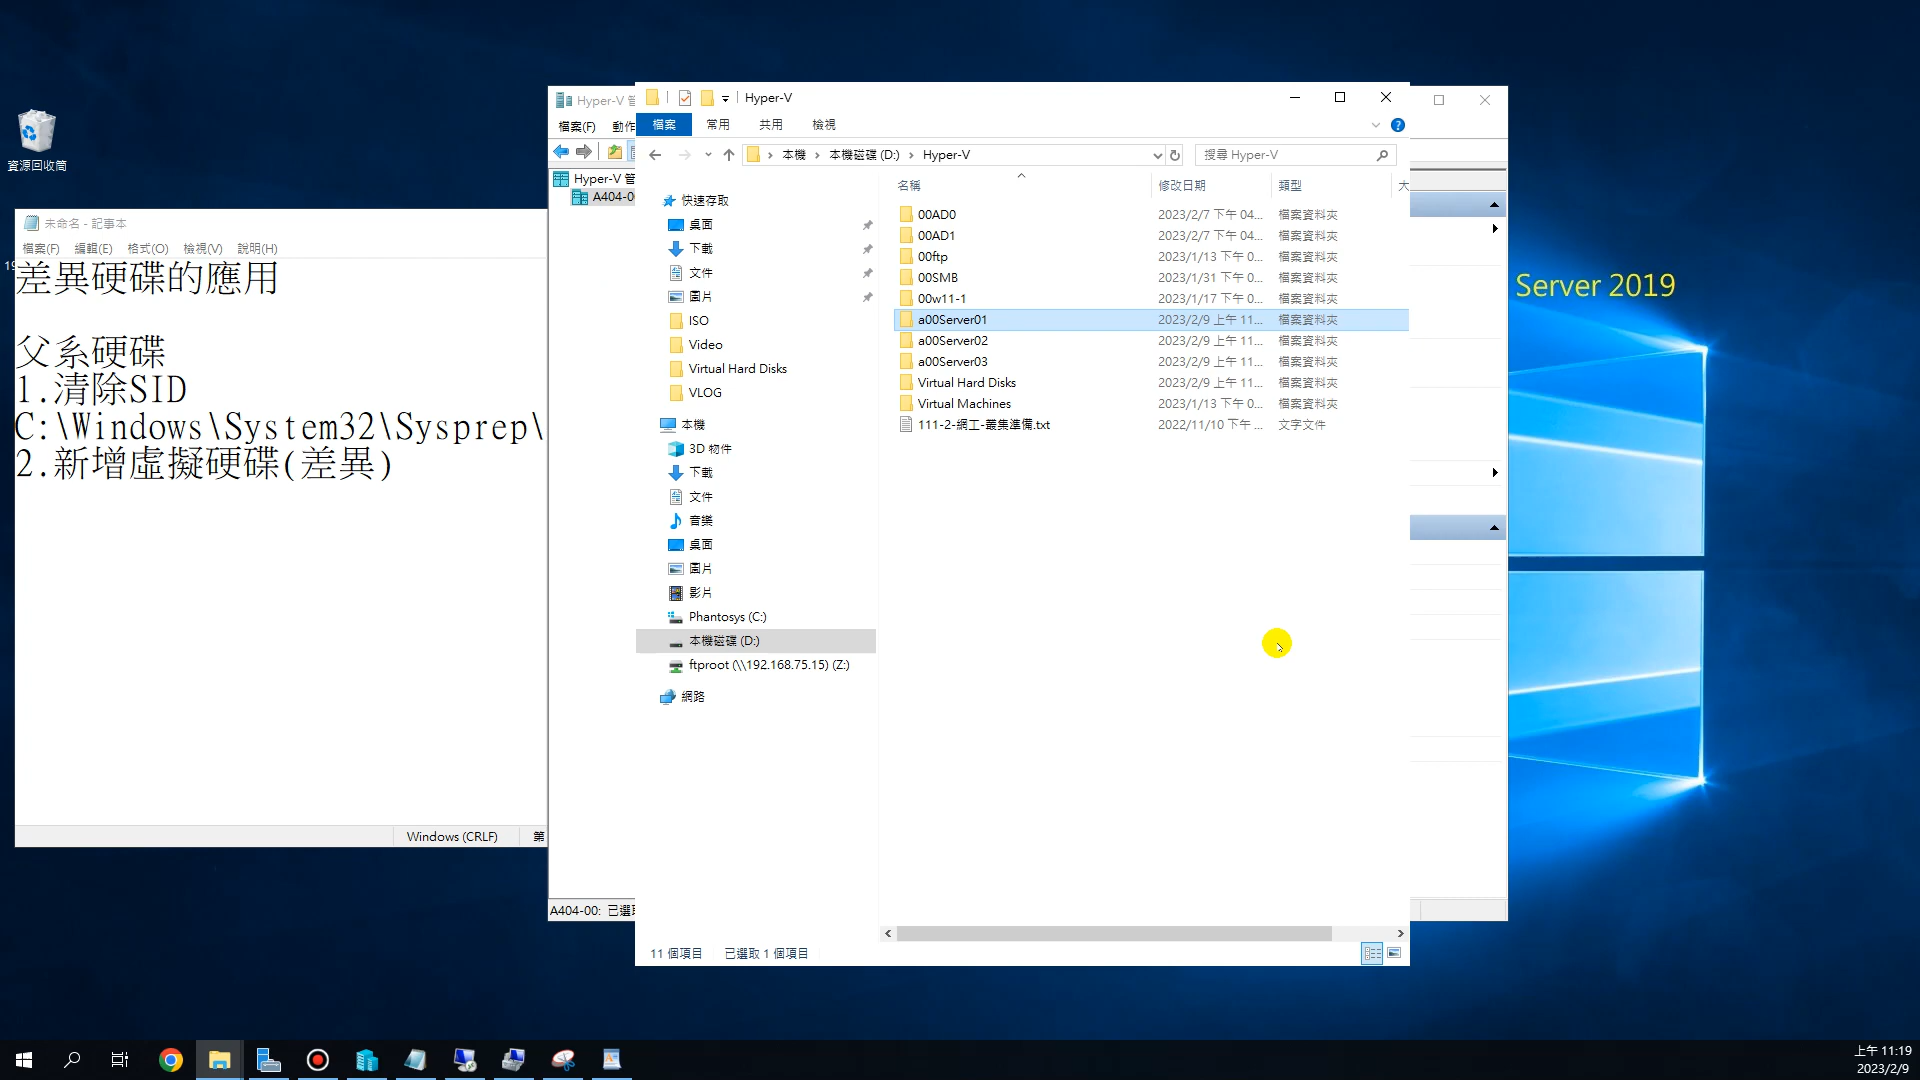 資源回收筒
未命名 - 記事本
檔案(F) 編輯(E) 格式(O) 檢視(V) 說明(H)
差異硬碟的應用
父系硬碟
1.清除SID
C:\Windows\System32\Sysprep\
2.新增虛擬硬碟(差異)
Windows (CRLF) 第
Hyper-V 管
檔案(F) 動作
Hyper-V 管
A404-0
A404-00: 已選取
Hyper-V
檔案 常用 共用 檢視
本機 本機磁碟 (D:) Hyper-V
搜尋 Hyper-V
快速存取
桌面
下載
文件
圖片
ISO
Video
Virtual Hard Disks
VLOG
本機
3D 物件
下載
文件
音樂
桌面
圖片
影片
Phantosys (C:)
本機磁碟 (D:)
ftproot (\\192.168.75.15) (Z:)
網路
名稱 修改日期 類型 大
00AD0 2023/2/7 下午 04... 檔案資料夾
00AD1 2023/2/7 下午 04... 檔案資料夾
00ftp 2023/1/13 下午 0... 檔案資料夾
00SMB 2023/1/31 下午 0... 檔案資料夾
00w11-1 2023/1/17 下午 0... 檔案資料夾
a00Server01 2023/2/9 上午 11... 檔案資料夾
a00Server02 2023/2/9 上午 11... 檔案資料夾
a00Server03 2023/2/9 上午 11... 檔案資料夾
Virtual Hard Disks 2023/2/9 上午 11... 檔案資料夾
Virtual Machines 2023/1/13 下午 0... 檔案資料夾
111-2-網工-叢集準備.txt 2022/11/10 下午 ... 文字文件
11 個項目 已選取 1 個項目
Server 2019
上午 11:19
2023/2/9